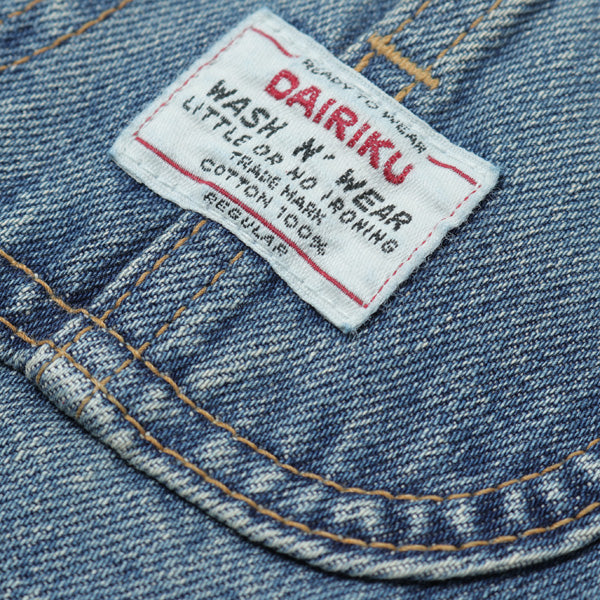 READY TO WEAR
DAIRIKU
WASH N' WEAR
LITTLE OR NO IRONING
TRADE MARK
COTTON 100%
REGULAR